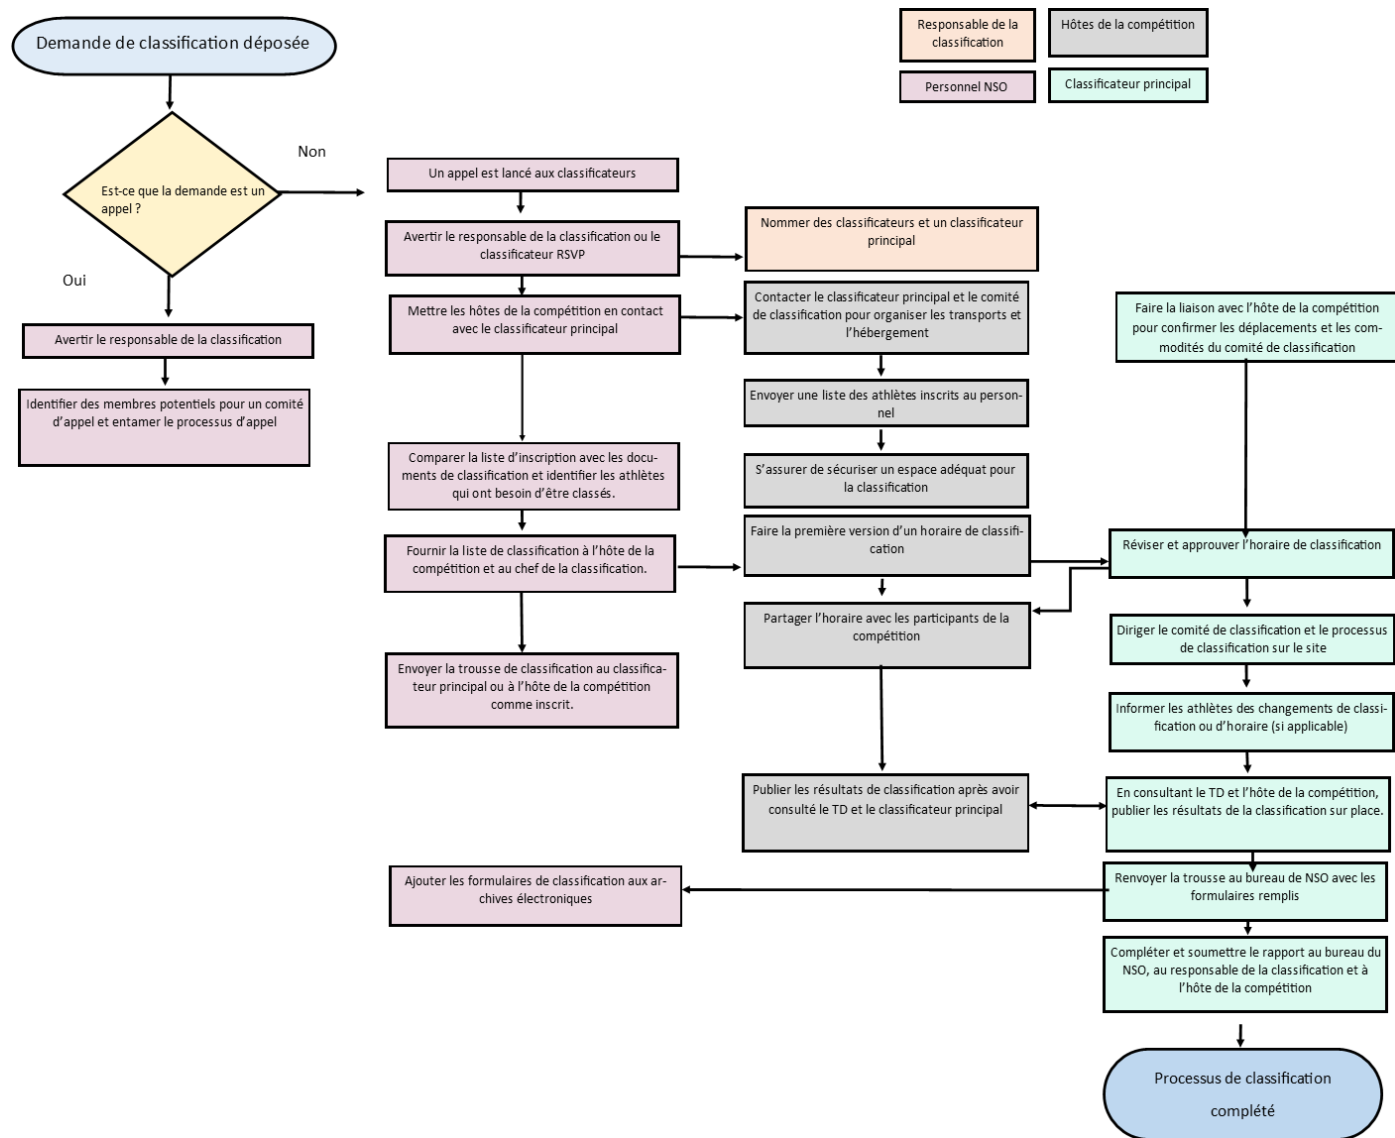 Demande de classification déposée
Responsable de la
classification
Hôtes de la compétition
Personnel NSO
Classificateur principal
Est-ce que la demande est un
appel ?
Non
Oui
Avertir le responsable de la classification
Identifier des membres potentiels pour un comité
d’appel et entamer le processus d’appel
Un appel est lancé aux classificateurs
Avertir le responsable de la classification ou le
classificateur RSVP
Nommer des classificateurs et un classificateur
principal
Mettre les hôtes de la compétition en contact
avec le classificateur principal
Contacter le classificateur principal et le comité
de classification pour organiser les transports et
l’hébergement
Faire la liaison avec l’hôte de la compétition
pour confirmer les déplacements et les com-
modités du comité de classification
Envoyer une liste des athlètes inscrits au person-
nel
Comparer la liste d’inscription avec les docu-
ments de classification et identifier les athlètes
qui ont besoin d’être classés.
S’assurer de sécuriser un espace adéquat pour
la classification
Fournir la liste de classification à l’hôte de la
compétition et au chef de la classification.
Faire la première version d’un horaire de classifi-
cation
Réviser et approuver l’horaire de classification
Partager l’horaire avec les participants de la
compétition
Diriger le comité de classification et le processus
de classification sur le site
Envoyer la trousse de classification au classifica-
teur principal ou à l’hôte de la compétition
comme inscrit.
Informer les athlètes des changements de classi-
fication ou d’horaire (si applicable)
Publier les résultats de classification après avoir
consulté le TD et le classificateur principal
En consultant le TD et l’hôte de la compétition,
publier les résultats de la classification sur place.
Ajouter les formulaires de classification aux ar-
chives électroniques
Renvoyer la trousse au bureau de NSO avec les
formulaires remplis
Compléter et soumettre le rapport au bureau du
NSO, au responsable de la classification et à
l’hôte de la compétition
Processus de classification
complété